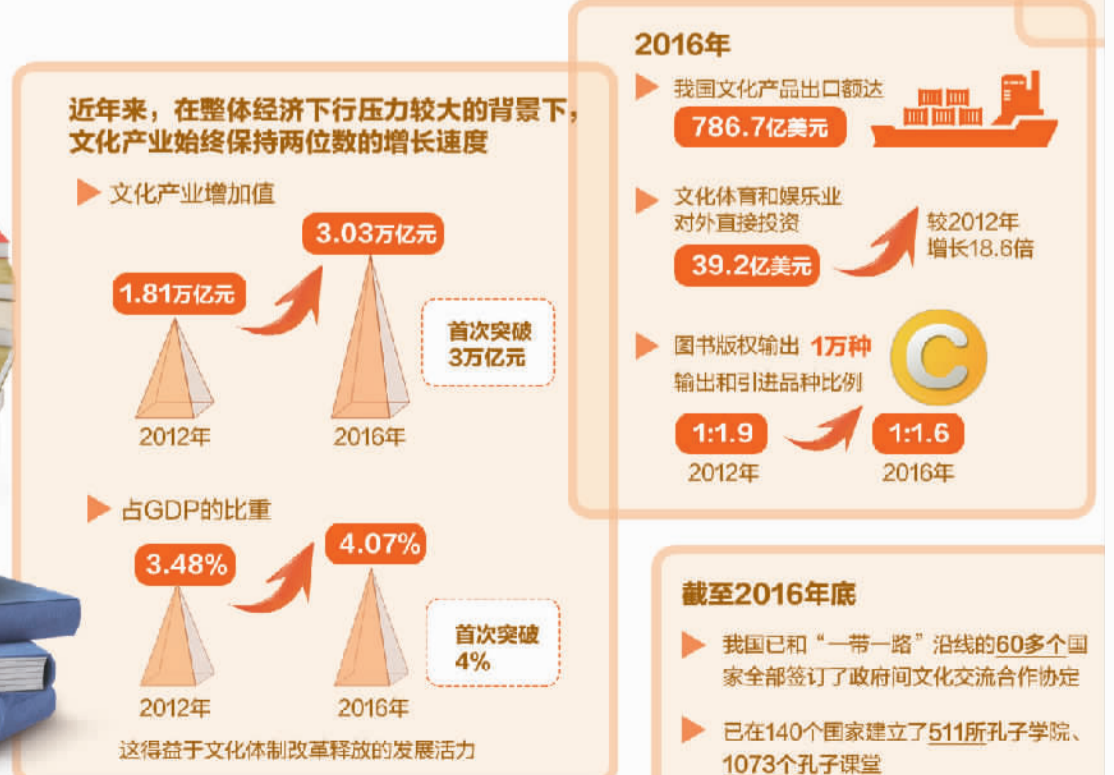 近年来，在整体经济下行压力较大的背景下，
文化产业始终保持两位数的增长速度
文化产业增加值
3.03万亿元
1.81万亿元
首次突破
3万亿元
2012年
2016年
占GDP的比重
4.07%
3.48%
首次突破
4%
2012年
2016年
这得益于文化体制改革释放的发展活力
2016年
我国文化产品出口额达
786.7亿美元
文化体育和娱乐业
对外直接投资
39.2亿美元
较2012年
增长18.6倍
图书版权输出 1万种
输出和引进品种比例
C
1:1.9
1:1.6
2012年
2016年
截至2016年底
我国已和“一带一路”沿线的60多个国
家全部签订了政府间文化交流合作协定
已在140个国家建立了511所孔子学院、
1073个孔子课堂